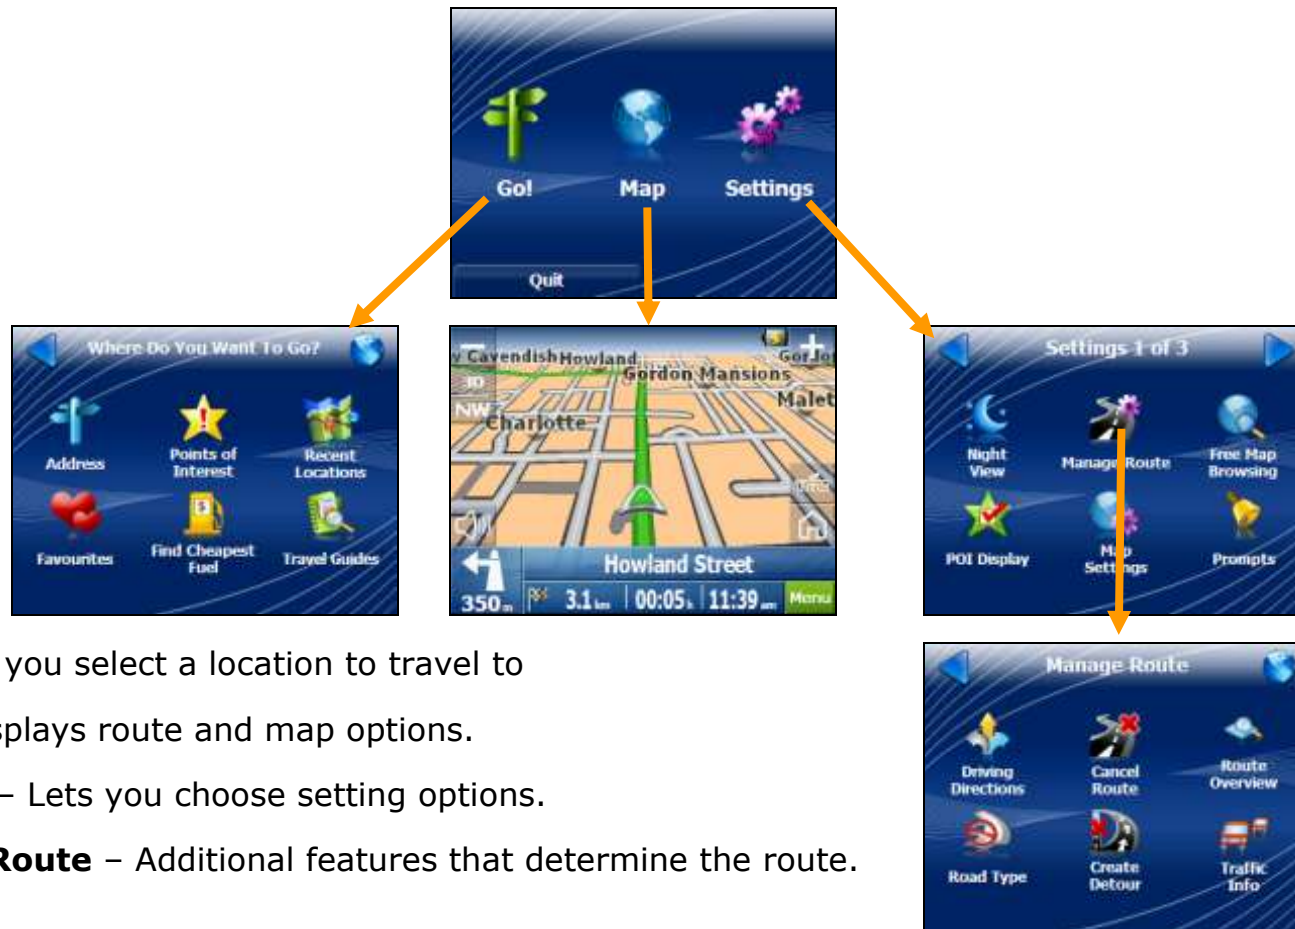 Go!
Map
Settings
Quit
Where Do You Want To Go?
Address
Points of
Interest
Recent
Locations
Favourites
Find Cheapest
Fuel
Travel Guides
y Cavendish Howland
Gordon Mansions
Malet
3D
NW
Charlotte
Howland Street
350 m
3.1 km
00:05 h
11:39 am
Menu
Settings 1 of 3
Night
View
Manage Route
Free Map
Browsing
POI Display
Map
Settings
Prompts
Manage Route
Driving
Directions
Cancel
Route
Route
Overview
Road Type
Create
Detour
Traffic
Info
you select a location to travel to
splays route and map options.
– Lets you choose setting options.
Route – Additional features that determine the route.